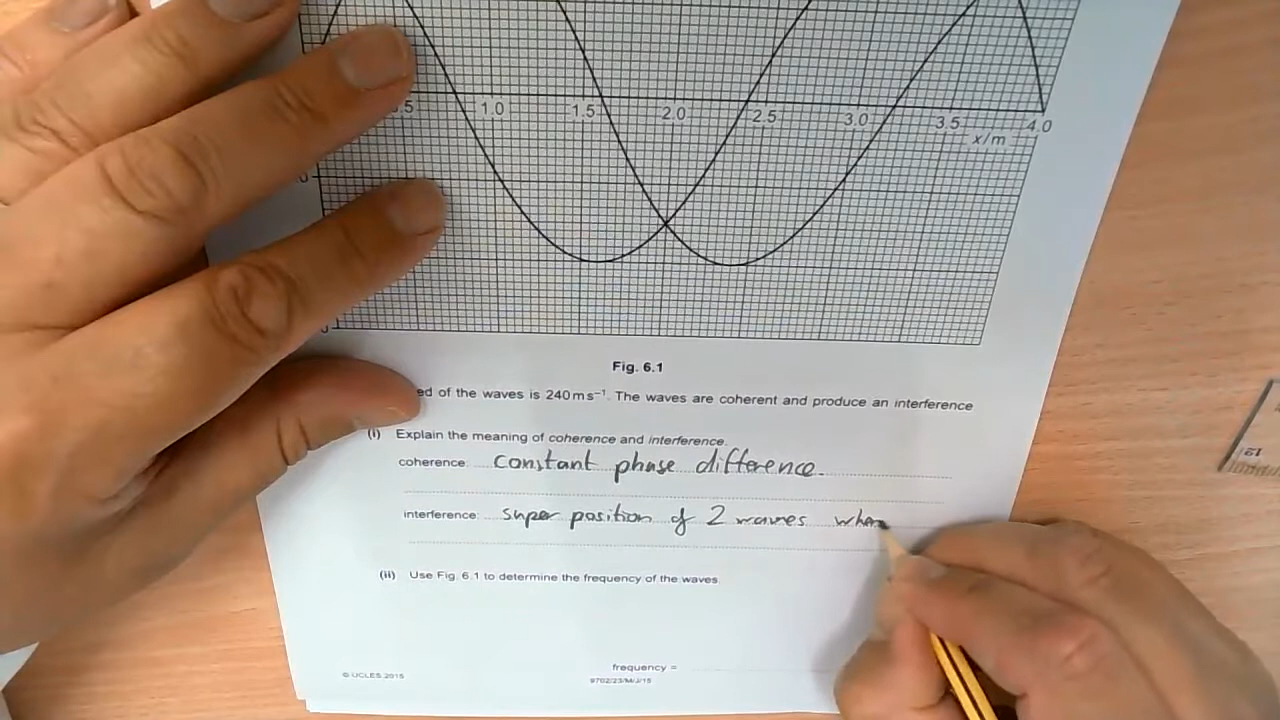 .5 1.0 1.5 2.0 2.5 3.0 3.5 4.0
x/m
Fig. 6.1
ed of the waves is 240 m s⁻¹. The waves are coherent and produce an interference
(i) Explain the meaning of coherence and interference.
coherence: constant phase difference.
interference: super position of 2 waves when
(ii) Use Fig. 6.1 to determine the frequency of the waves.
frequency =
© UCLES 2015
9702/23/M/J/15